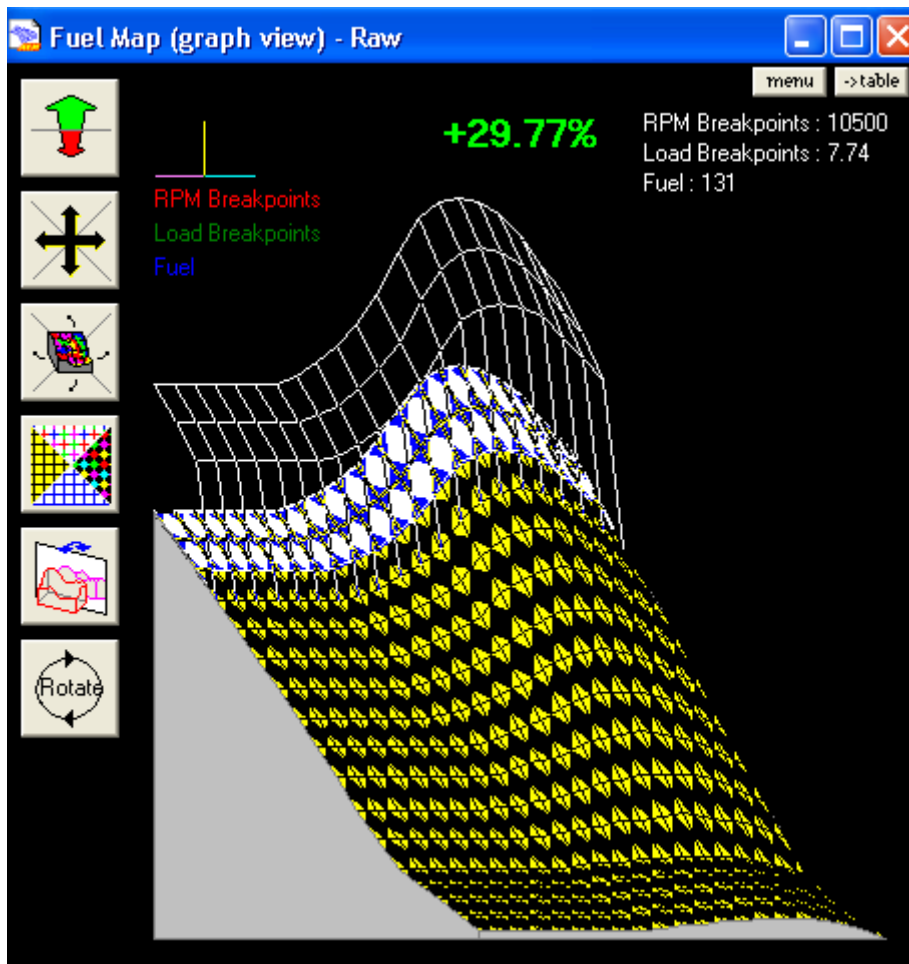 Fuel Map (graph view) - Raw
menu
->table
+29.77%
RPM Breakpoints : 10500
Load Breakpoints : 7.74
Fuel : 131
RPM Breakpoints
Load Breakpoints
Fuel
Rotate